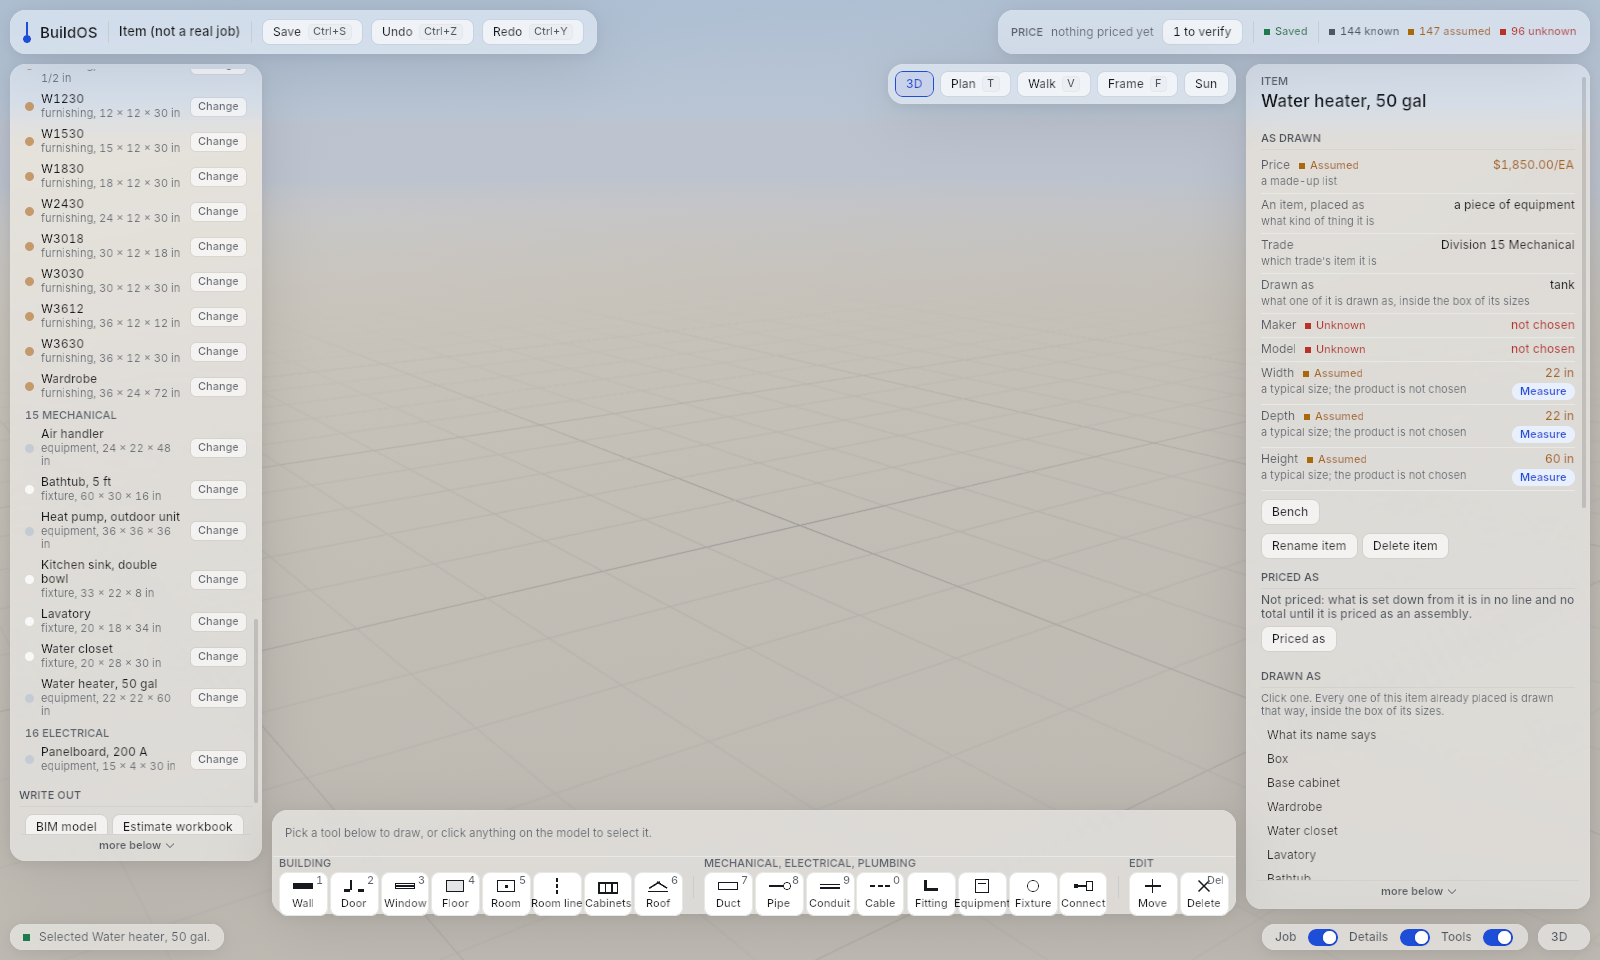 BuildOS
Item (not a real job)
Save Ctrl+S
Undo Ctrl+Z
Redo Ctrl+Y
PRICE nothing priced yet
1 to verify
Saved
144 known
147 assumed
96 unknown
3D
Plan T
Walk V
Frame F
Sun
1/2 in
W1230
furnishing, 12 × 12 × 30 in
Change
W1530
furnishing, 15 × 12 × 30 in
Change
W1830
furnishing, 18 × 12 × 30 in
Change
W2430
furnishing, 24 × 12 × 30 in
Change
W3018
furnishing, 30 × 12 × 18 in
Change
W3030
furnishing, 30 × 12 × 30 in
Change
W3612
furnishing, 36 × 12 × 12 in
Change
W3630
furnishing, 36 × 12 × 30 in
Change
Wardrobe
furnishing, 36 × 24 × 72 in
Change
15 MECHANICAL
Air handler
equipment, 24 × 22 × 48
in
Change
Bathtub, 5 ft
fixture, 60 × 30 × 16 in
Change
Heat pump, outdoor unit
equipment, 36 × 36 × 36
in
Change
Kitchen sink, double
bowl
fixture, 33 × 22 × 8 in
Change
Lavatory
fixture, 20 × 18 × 34 in
Change
Water closet
fixture, 20 × 28 × 30 in
Change
Water heater, 50 gal
equipment, 22 × 22 × 60
in
Change
16 ELECTRICAL
Panelboard, 200 A
equipment, 15 × 4 × 30 in
Change
WRITE OUT
BIM model
Estimate workbook
more below
Selected Water heater, 50 gal.
Pick a tool below to draw, or click anything on the model to select it.
BUILDING
Wall 1
Door 2
Window 3
Floor 4
Room 5
Room line
Cabinets
Roof 6
MECHANICAL, ELECTRICAL, PLUMBING
Duct 7
Pipe 8
Conduit 9
Cable 0
Fitting
Equipment
Fixture
Connect
EDIT
Move
Delete Del
ITEM
Water heater, 50 gal
AS DRAWN
Price Assumed $1,850.00/EA
a made-up list
An item, placed as a piece of equipment
what kind of thing it is
Trade Division 15 Mechanical
which trade's item it is
Drawn as tank
what one of it is drawn as, inside the box of its sizes
Maker Unknown not chosen
Model Unknown not chosen
Width Assumed 22 in
a typical size; the product is not chosen Measure
Depth Assumed 22 in
a typical size; the product is not chosen Measure
Height Assumed 60 in
a typical size; the product is not chosen Measure
Bench
Rename item
Delete item
PRICED AS
Not priced: what is set down from it is in no line and no
total until it is priced as an assembly.
Priced as
DRAWN AS
Click one. Every one of this item already placed is drawn
that way, inside the box of its sizes.
What its name says
Box
Base cabinet
Wardrobe
Water closet
Lavatory
Bathtub
more below
Job
Details
Tools
3D